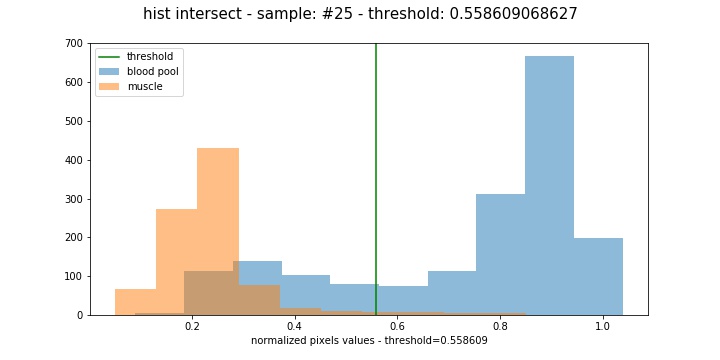 hist intersect - sample: #25 - threshold: 0.558609068627
700
600
500
400
300
200
100
0
threshold
blood pool
muscle
0.2 0.4 0.6 0.8 1.0
normalized pixels values - threshold=0.558609